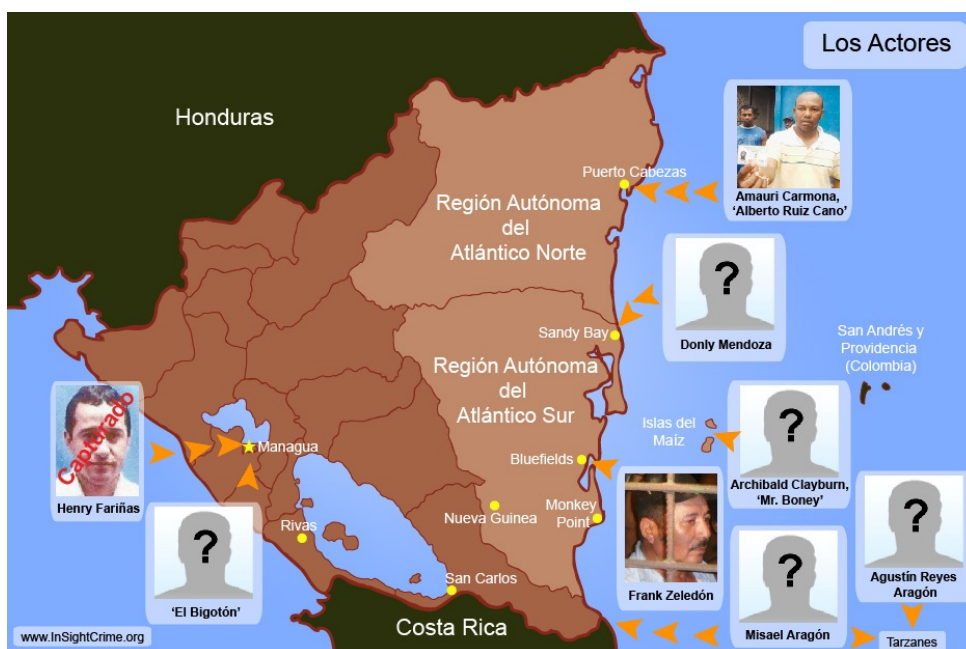 Los Actores
Honduras
Puerto Cabezas
Amauri Carmona,
'Alberto Ruiz Cano'
Región Autónoma
del
Atlántico Norte
?
Donly Mendoza
Sandy Bay
San Andrés y
Providencia
(Colombia)
Región Autónoma
del
Atlántico Sur
Capturado
Henry Fariñas
Managua
Islas del
Maíz
?
Archibald Clayburn,
'Mr. Boney'
Bluefields
Nueva Guinea
Monkey
Point
Rivas
?
'El Bigotón'
San Carlos
Frank Zeledón
?
Misael Aragón
?
Agustín Reyes
Aragón
Tarzanes
Costa Rica
www.InSightCrime.org